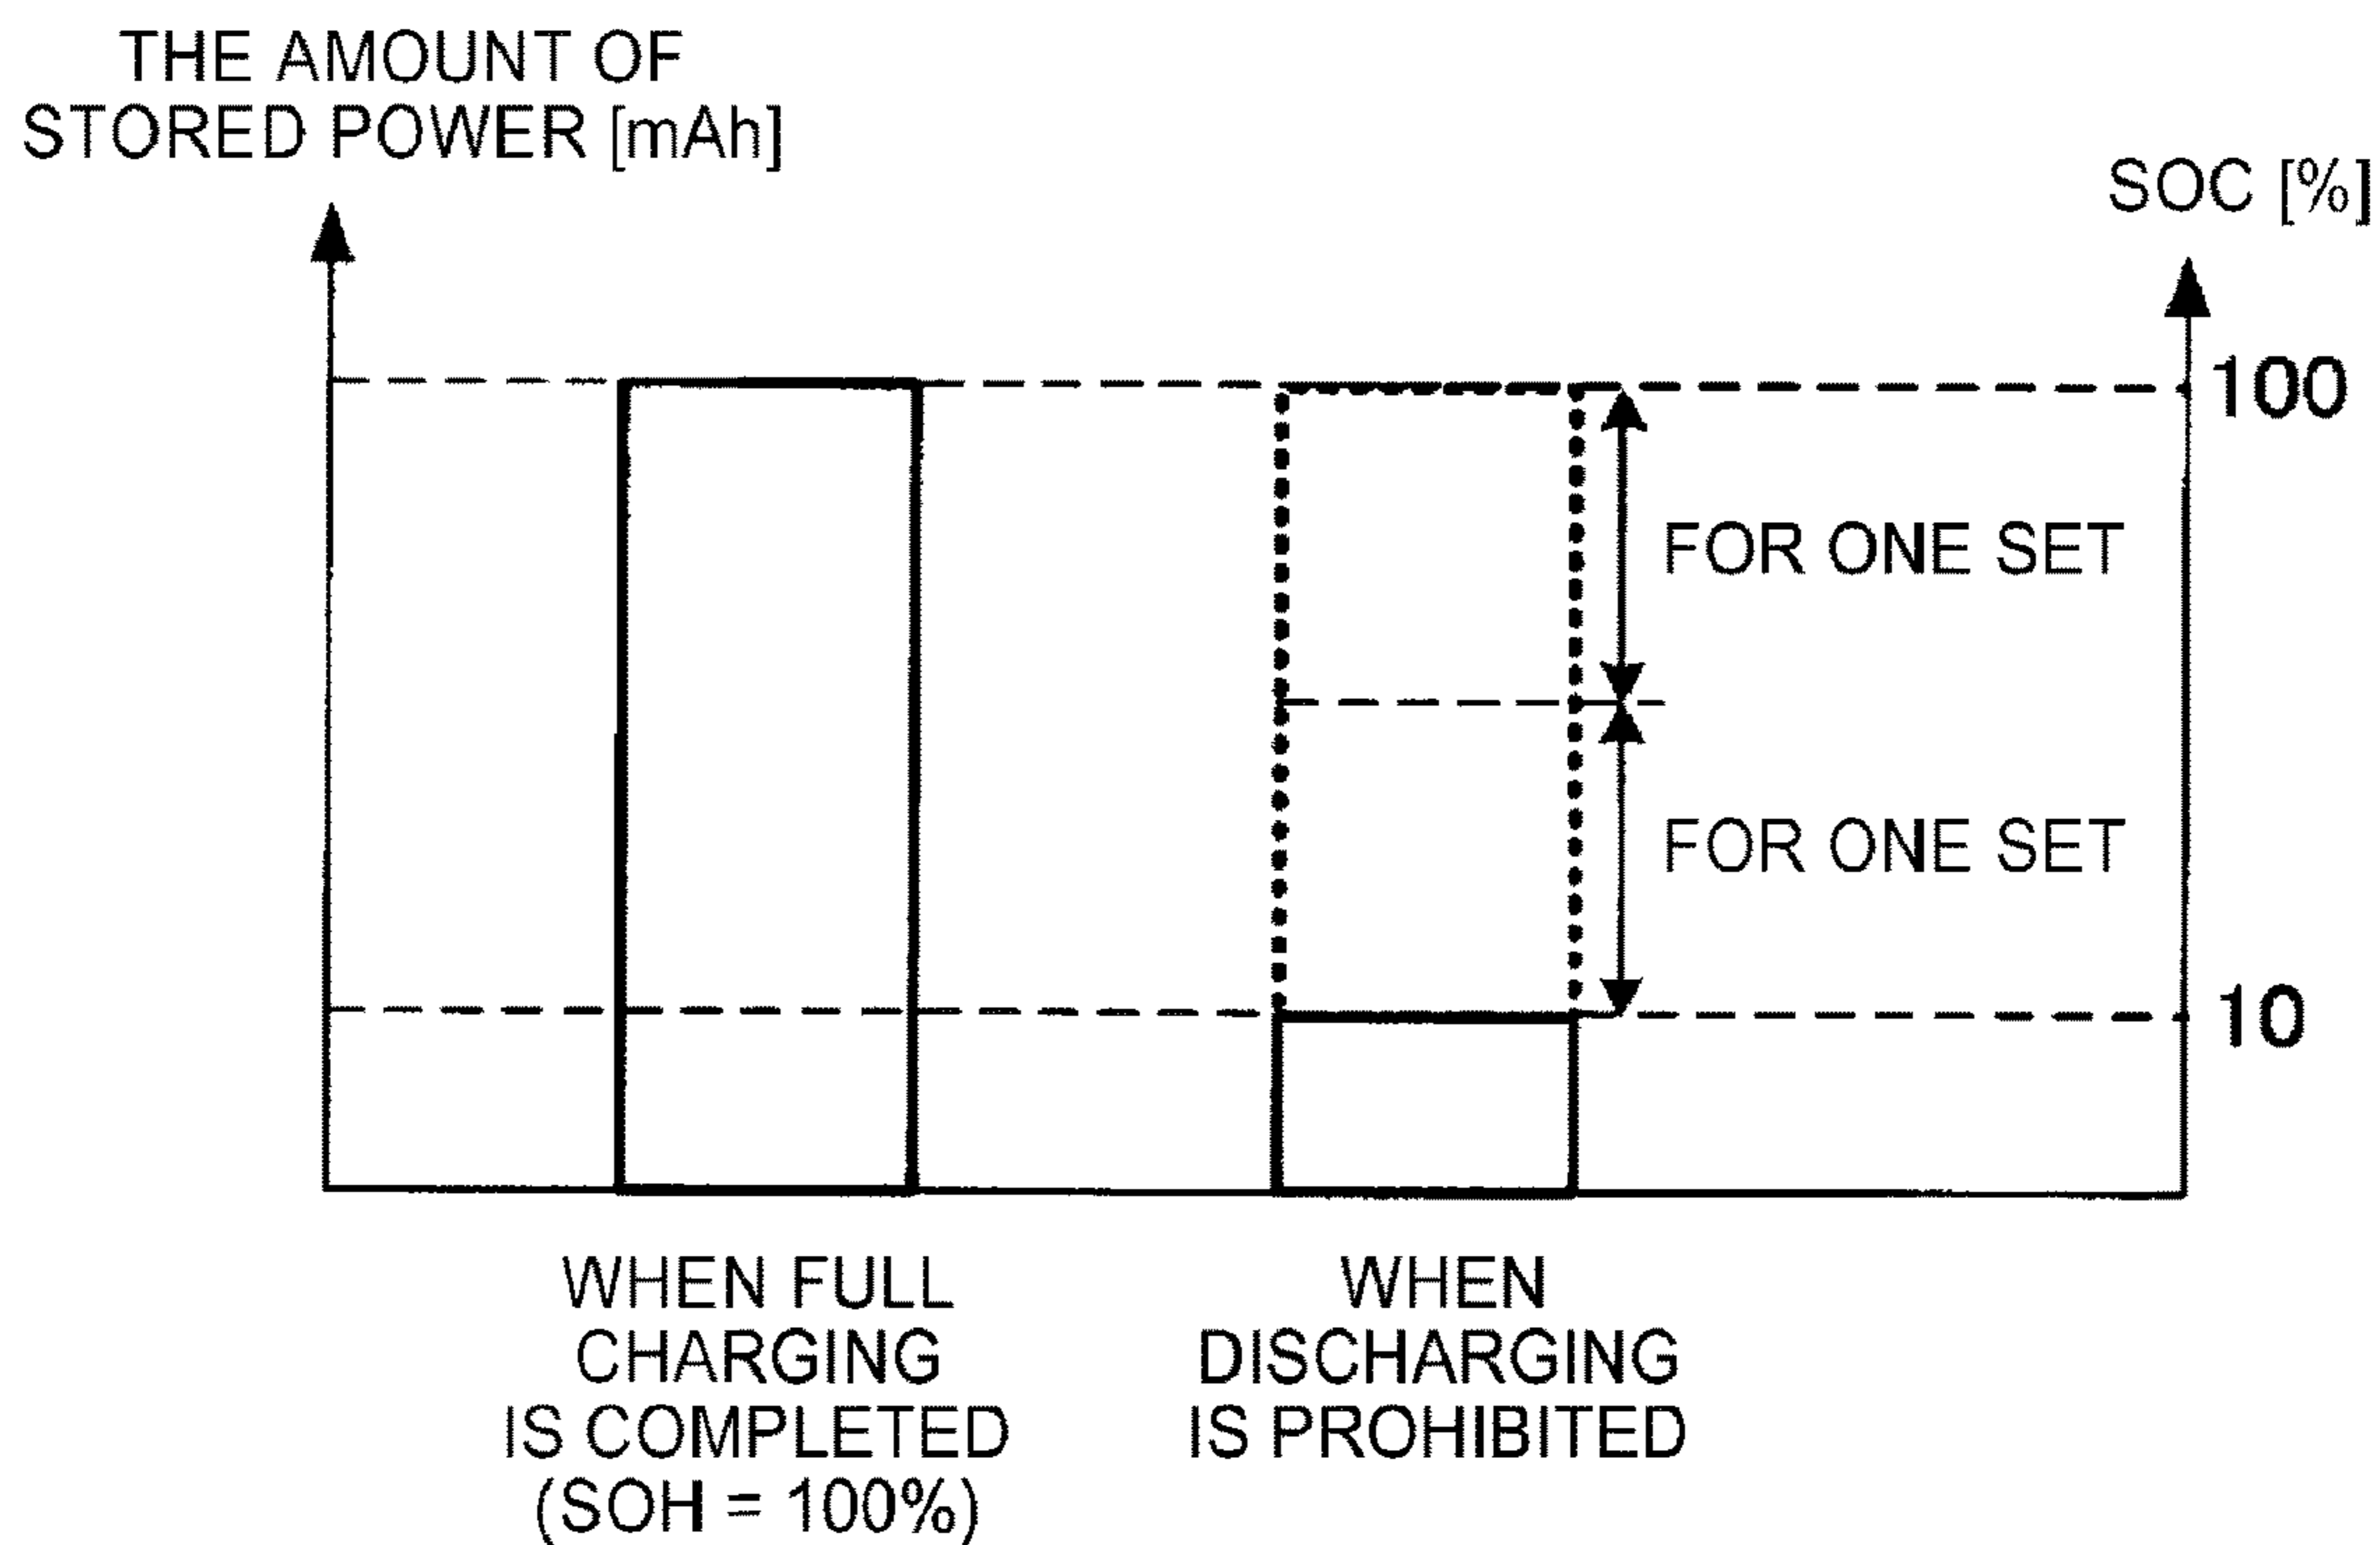 THE AMOUNT OF
STORED POWER [mAh]
SOC [%]
100
FOR ONE SET
FOR ONE SET
10
WHEN FULL
CHARGING
IS COMPLETED
(SOH = 100%)
WHEN
DISCHARGING
IS PROHIBITED